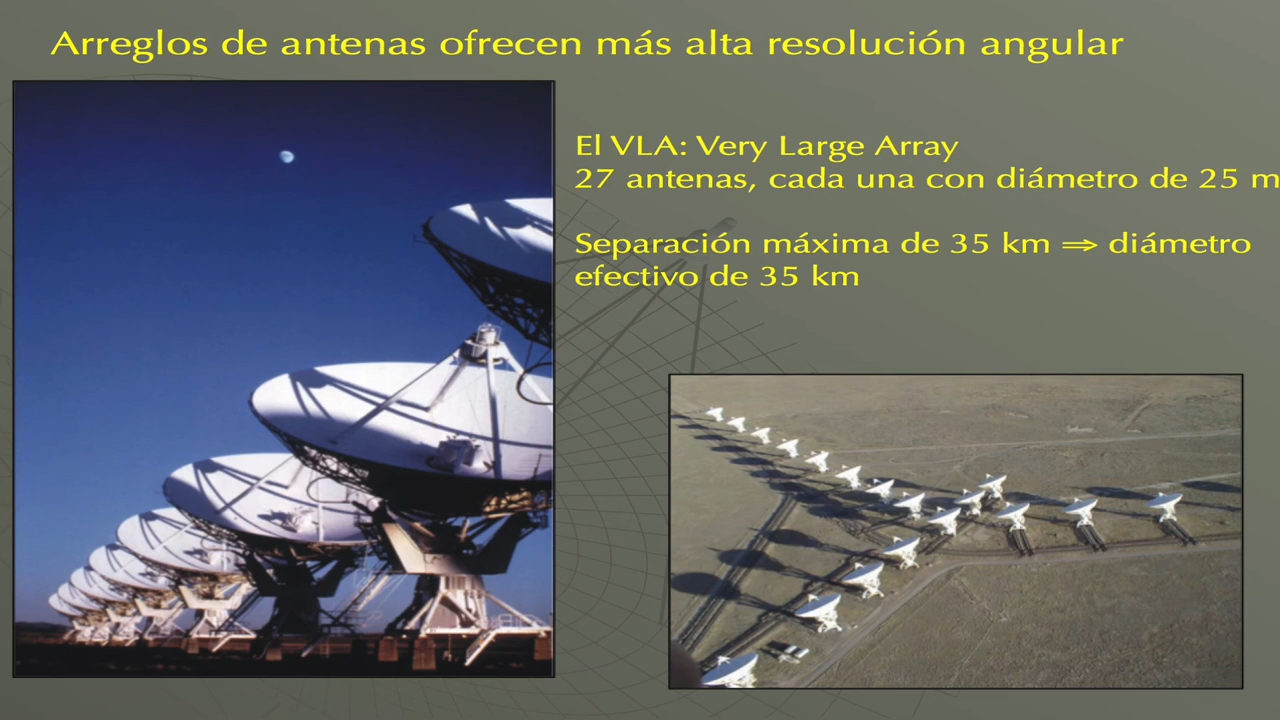 Arreglos de antenas ofrecen más alta resolución angular
El VLA: Very Large Array
27 antenas, cada una con diámetro de 25 m
Separación máxima de 35 km ⇒ diámetro
efectivo de 35 km